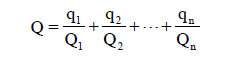 Q = q₁/Q₁ + q₂/Q₂ + ⋯ + qₙ/Qₙ